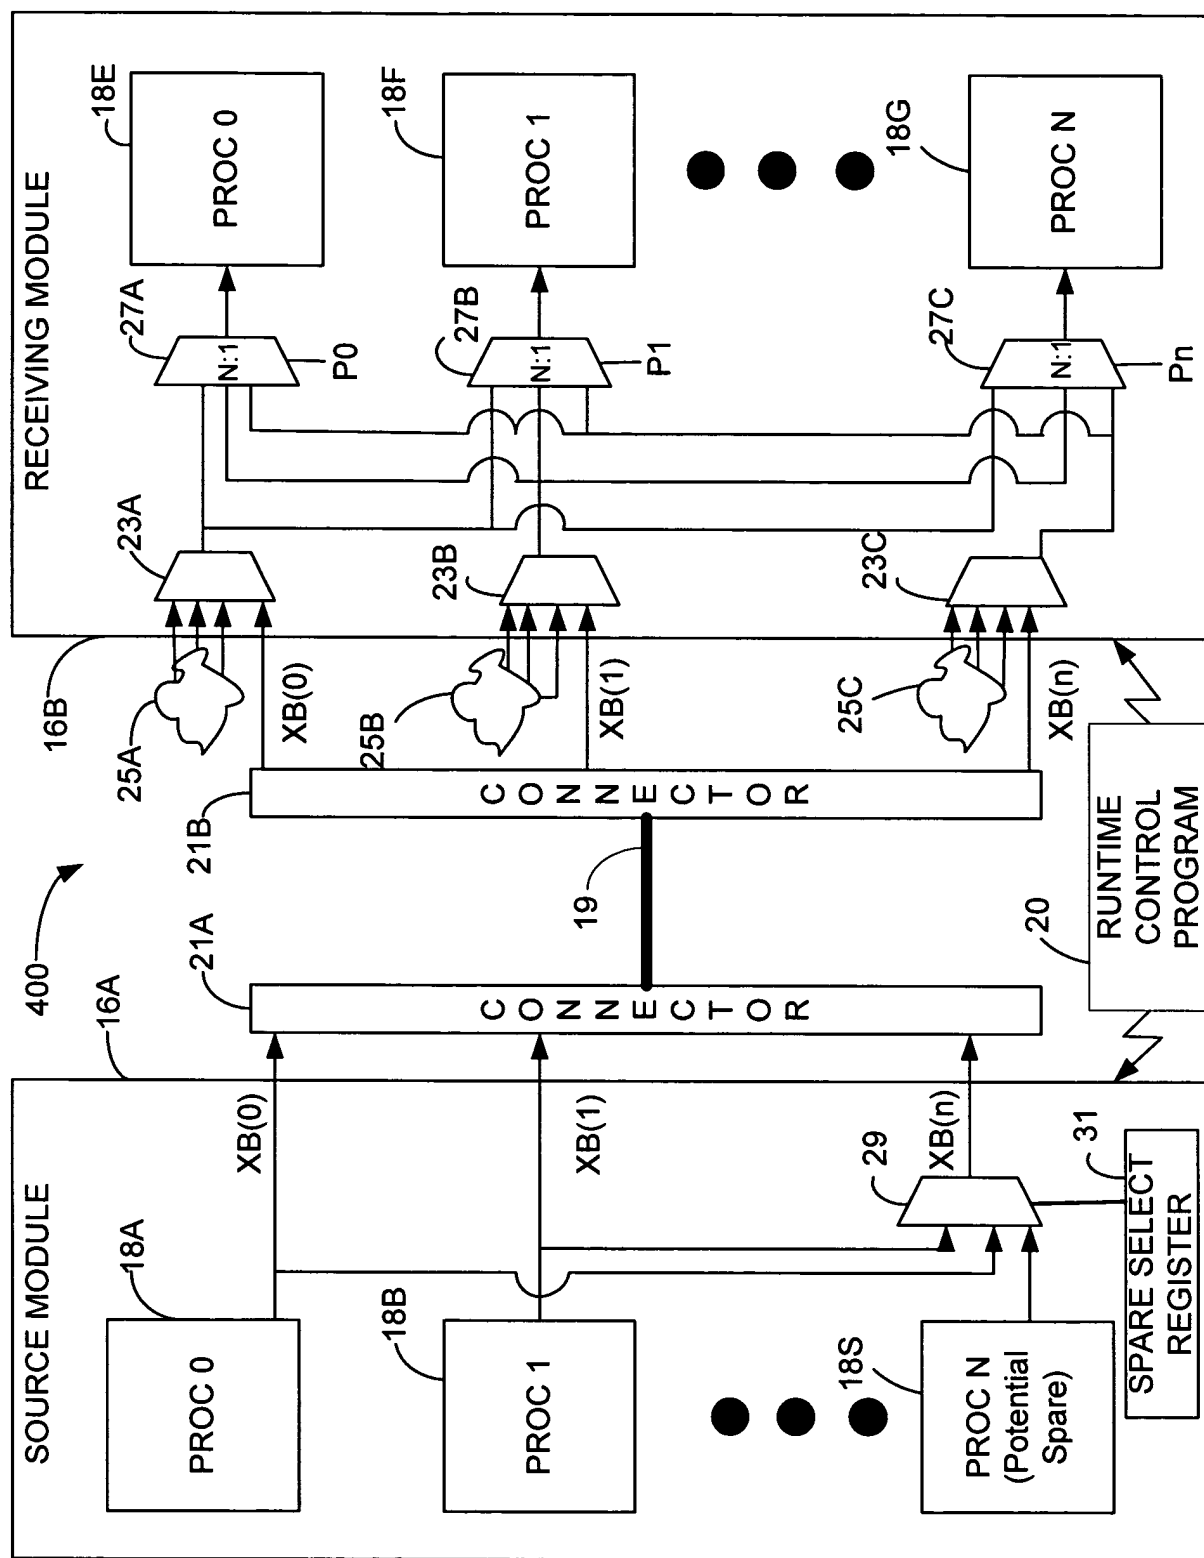 400
SOURCE MODULE
16A
PROC 0
18A
XB(0)
PROC 1
18B
XB(1)
PROC N
(Potential
Spare)
18S
29
XB(n)
31
SPARE SELECT
REGISTER
21A
CONNECTOR
19
21B
CONNECTOR
20
RUNTIME
CONTROL
PROGRAM
RECEIVING MODULE
16B
25A
XB(0)
23A
27A
N:1
P0
PROC 0
18E
25B
XB(1)
23B
27B
N:1
P1
PROC 1
18F
25C
XB(n)
23C
27C
N:1
Pn
PROC N
18G